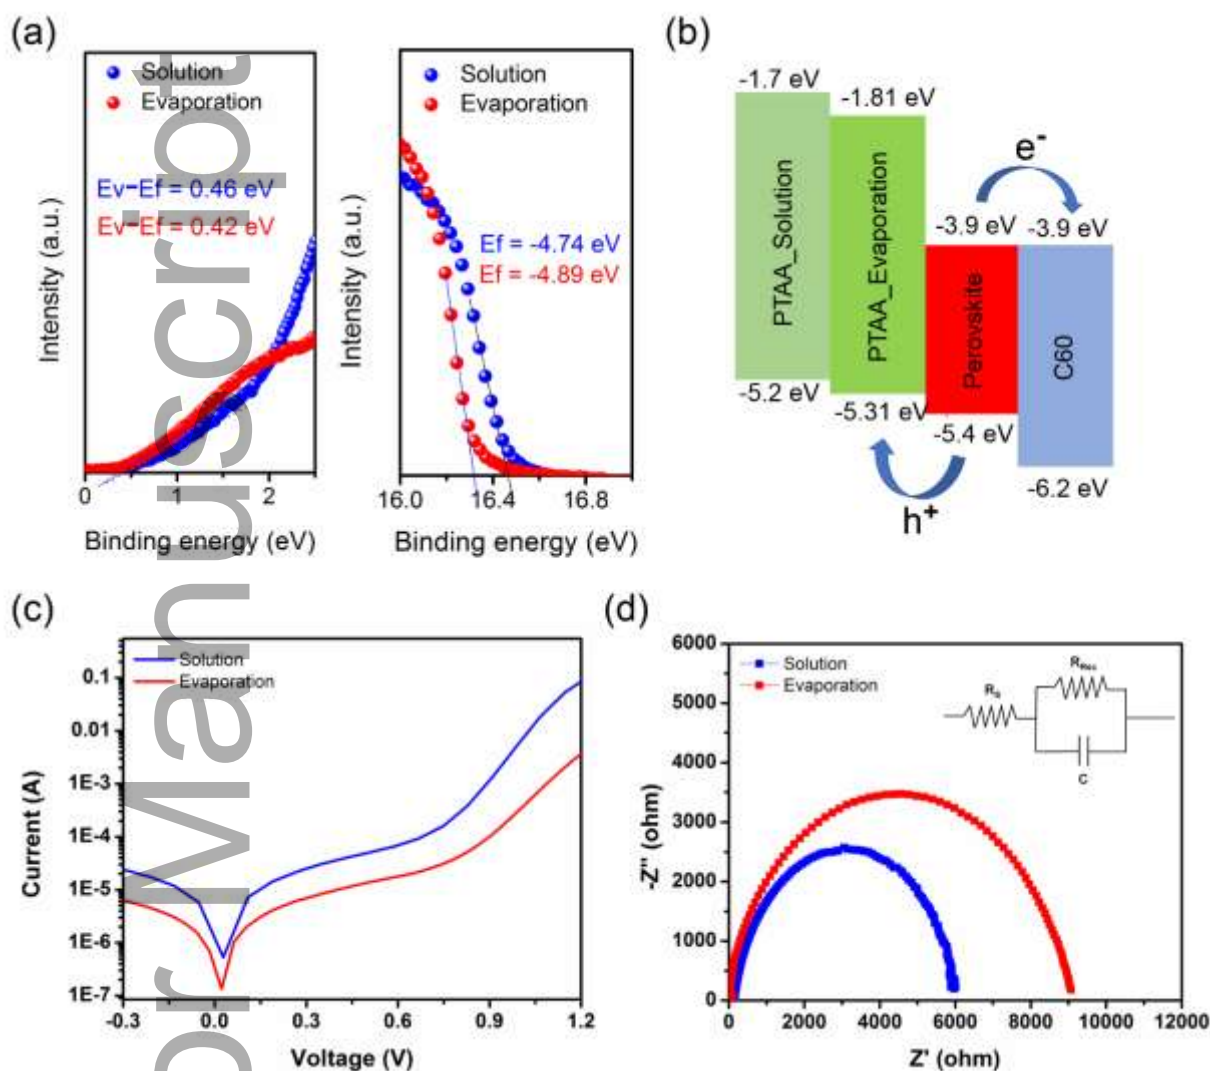 (a)
Solution
Evaporation
Ev-Ef = 0.46 eV
Ev-Ef = 0.42 eV
Intensity (a.u.)
0
1
2
Binding energy (eV)
Solution
Evaporation
Ef = -4.74 eV
Ef = -4.89 eV
Intensity (a.u.)
16.0
16.4
16.8
Binding energy (eV)
(b)
-1.7 eV
-1.81 eV
e-
-3.9 eV
-3.9 eV
PTAA_Solution
PTAA_Evaporation
Perovskite
C60
-5.2 eV
-5.31 eV
-5.4 eV
-6.2 eV
h+
(c)
Solution
Evaporation
0.1
0.01
1E-3
1E-4
1E-5
1E-6
1E-7
Current (A)
-0.3
0.0
0.3
0.6
0.9
1.2
Voltage (V)
(d)
6000
5000
4000
3000
2000
1000
0
-Z'' (ohm)
Solution
Evaporation
RS
RRec
C
0
2000
4000
6000
8000
10000
12000
Z' (ohm)
r Manuscript